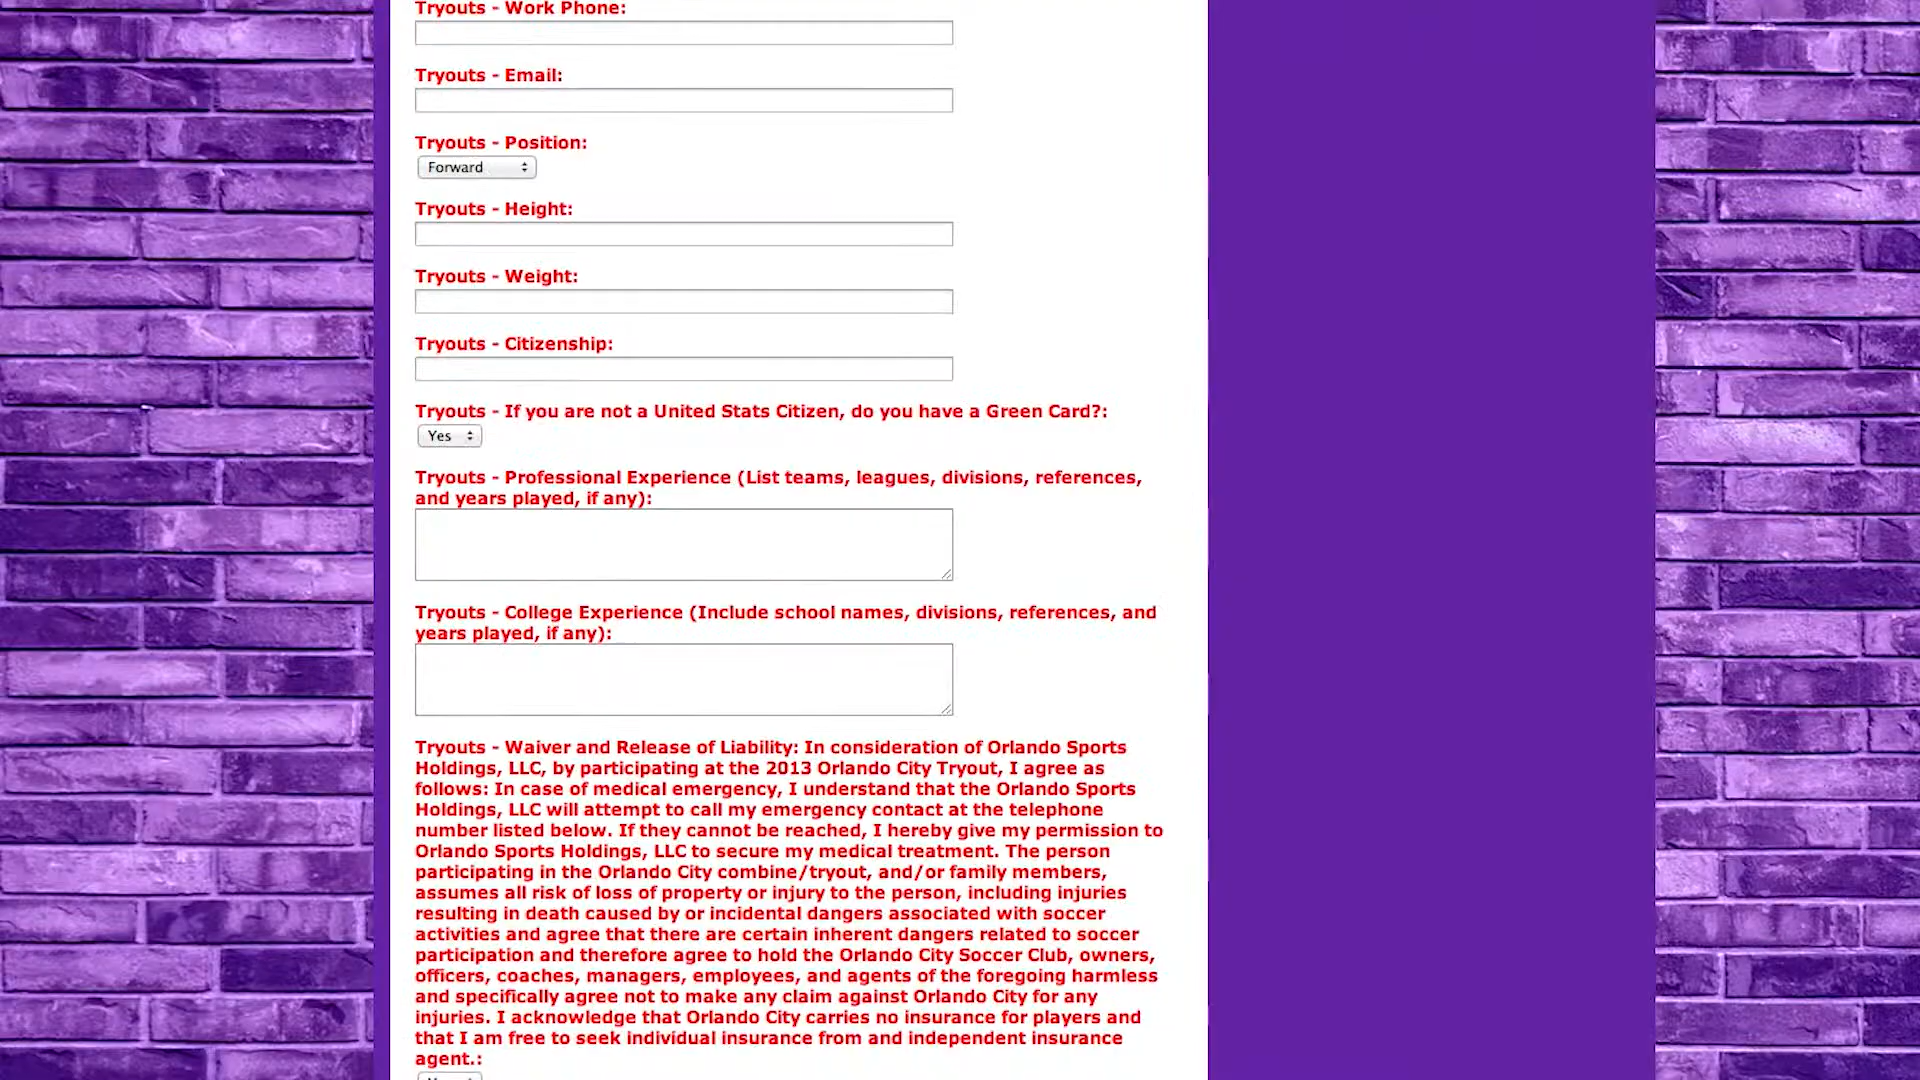 Tryouts - Work Phone:
Tryouts - Email:
Tryouts - Position:
Forward
Tryouts - Height:
Tryouts - Weight:
Tryouts - Citizenship:
Tryouts - If you are not a United Stats Citizen, do you have a Green Card?:
Yes
Tryouts - Professional Experience (List teams, leagues, divisions, references,
and years played, if any):
Tryouts - College Experience (Include school names, divisions, references, and
years played, if any):
Tryouts - Waiver and Release of Liability: In consideration of Orlando Sports
Holdings, LLC, by participating at the 2013 Orlando City Tryout, I agree as
follows: In case of medical emergency, I understand that the Orlando Sports
Holdings, LLC will attempt to call my emergency contact at the telephone
number listed below. If they cannot be reached, I hereby give my permission to
Orlando Sports Holdings, LLC to secure my medical treatment. The person
participating in the Orlando City combine/tryout, and/or family members,
assumes all risk of loss of property or injury to the person, including injuries
resulting in death caused by or incidental dangers associated with soccer
activities and agree that there are certain inherent dangers related to soccer
participation and therefore agree to hold the Orlando City Soccer Club, owners,
officers, coaches, managers, employees, and agents of the foregoing harmless
and specifically agree not to make any claim against Orlando City for any
injuries. I acknowledge that Orlando City carries no insurance for players and
that I am free to seek individual insurance from and independent insurance
agent.: